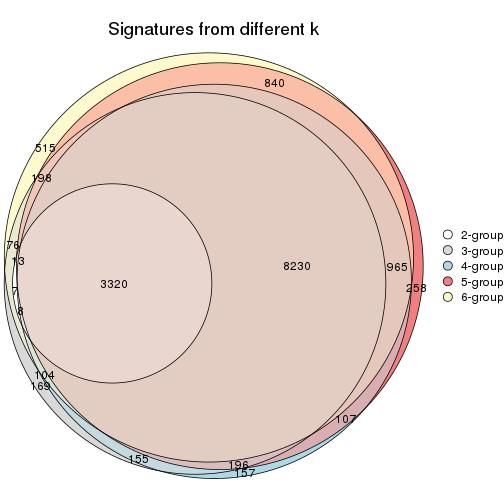 Signatures from different k
840
515
198
76
13
7
8
3320
8230
965
258
104
169
107
155
196
157
2-group
3-group
4-group
5-group
6-group